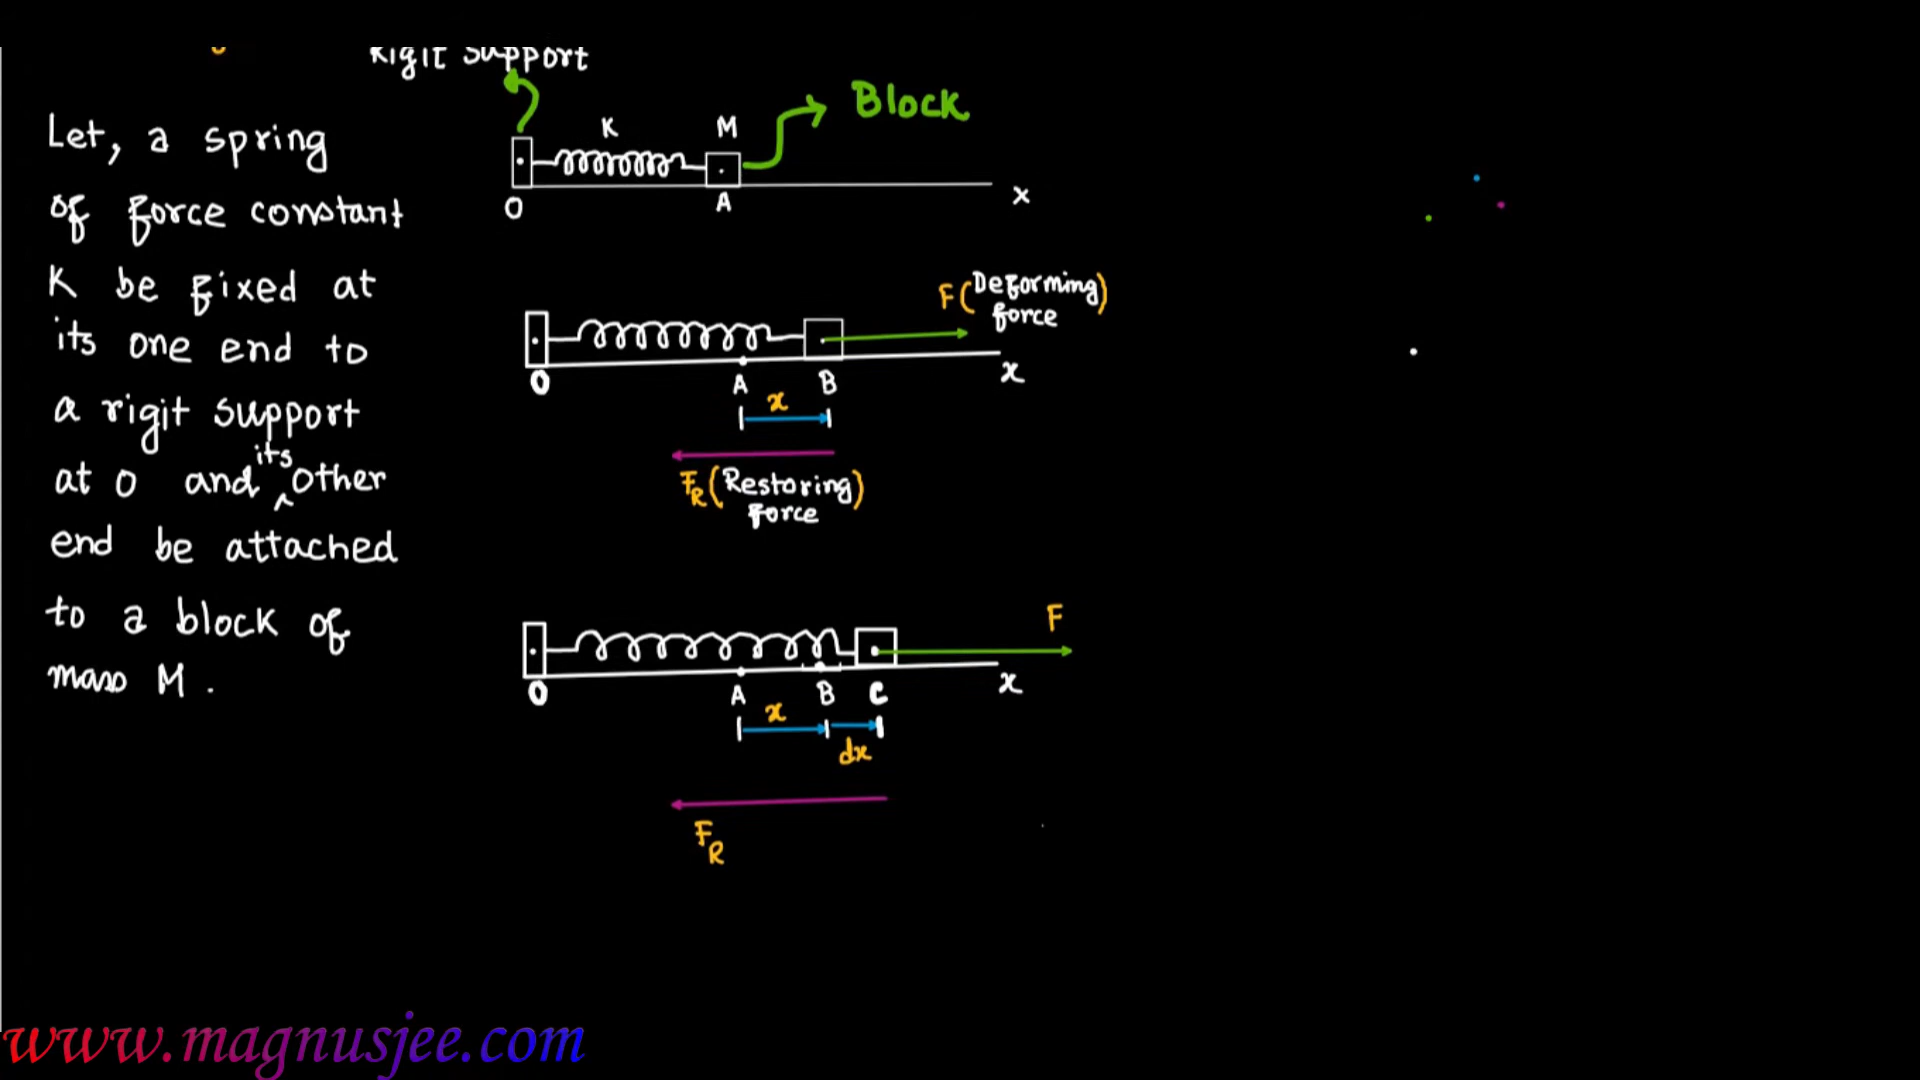 Rigit Support
Let, a spring
of force constant
K be fixed at
its one end to
a rigit support
at O and its other
end be attached
to a block of
mass M .
K
M
Block
O
A
x
F (Deforming force)
O
A
B
x
x
FR (Restoring force)
F
O
A
B
C
x
x
dx
FR
www.magnusjee.com